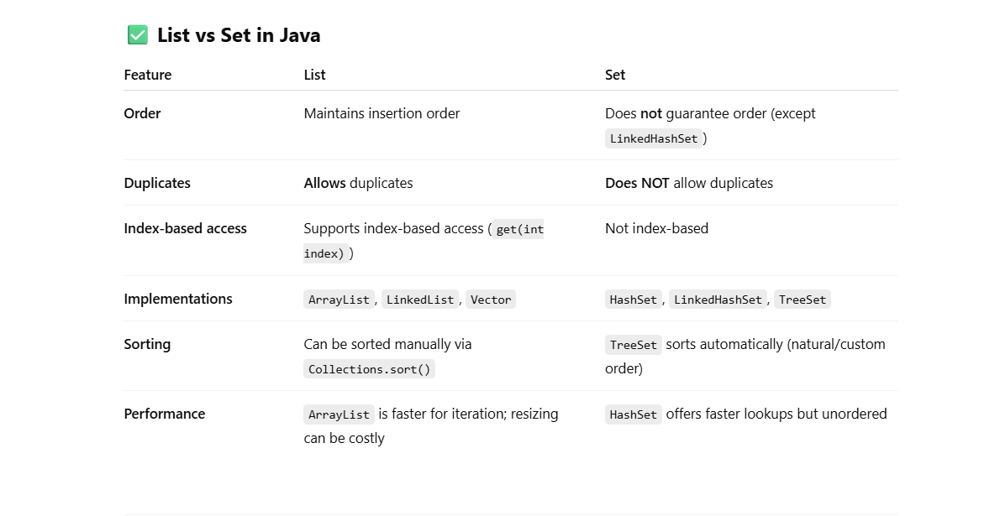 ✅ List vs Set in Java
Feature List Set
Order Maintains insertion order Does not guarantee order (except
LinkedHashSet)
Duplicates Allows duplicates Does NOT allow duplicates
Index-based access Supports index-based access (get(int Not index-based
index))
Implementations ArrayList, LinkedList, Vector HashSet, LinkedHashSet, TreeSet
Sorting Can be sorted manually via TreeSet sorts automatically (natural/custom
Collections.sort() order)
Performance ArrayList is faster for iteration; resizing HashSet offers faster lookups but unordered
can be costly